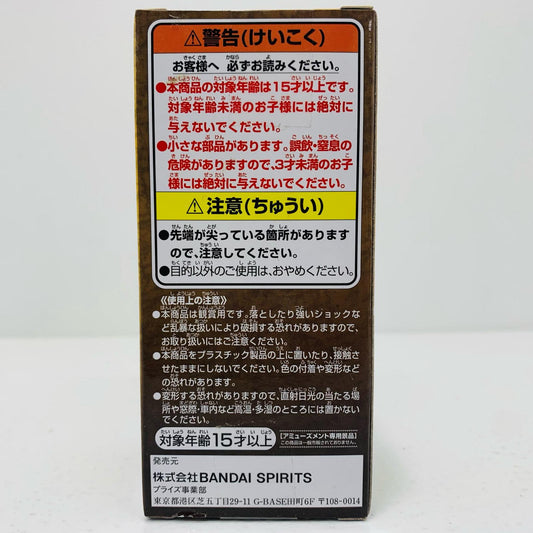 ⚠警告(けいこく)
お客様へ 必ずお読みください。
●本商品の対象年齢は15才以上です。
対象年齢未満のお子様には絶対に
与えないでください。
●小さな部品があります。誤飲・窒息の
危険がありますので、3才未満のお子
様には絶対に与えないでください。
⚠注意(ちゅうい)
●先端が尖っている箇所があります
ので、注意してください。
●目的以外のご使用は、おやめください。
《使用上の注意》
●本商品は観賞用です。落としたり強いショックな
ど乱暴な扱いにより破損する恐れがありますので、
お取り扱いにはご注意ください。
●本商品をプラスチック製品の上に置いたり、接触さ
せたままにしないでください。色の付着や変形など
の恐れがあります。
●変形する恐れがありますので、直射日光の当たる場
所や窓際・車内など高温・多湿のところには置かない
でください。
対象年齢15才以上
【アミューズメント専用景品】
この商品は一般市販されておりません。
発売元
株式会社BANDAI SPIRITS
プライズ事業部
東京都港区芝五丁目29-11 G-BASE田町6F 〒108-0014